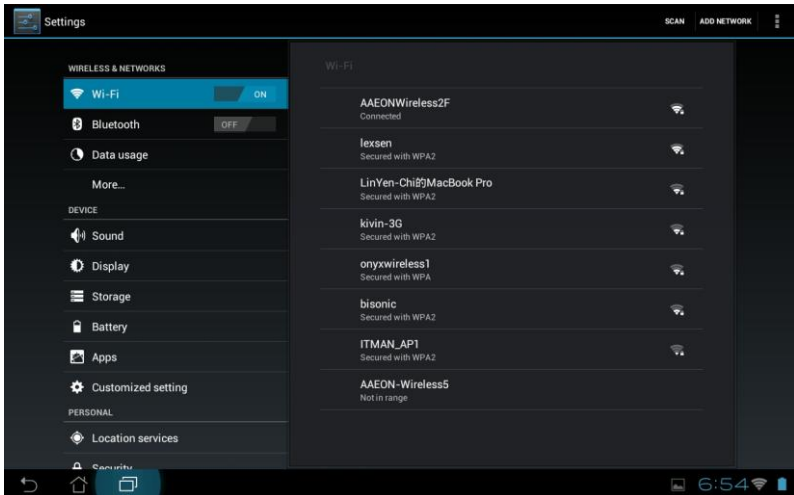 Settings
SCAN
ADD NETWORK
WIRELESS & NETWORKS
Wi-Fi
ON
Bluetooth
OFF
Data usage
More...
DEVICE
Sound
Display
Storage
Battery
Apps
Customized setting
PERSONAL
Location services
Security
Wi-Fi
AAEONWireless2F
Connected
lexsen
Secured with WPA2
LinYen-Chi的MacBook Pro
Secured with WPA2
kivin-3G
Secured with WPA2
onyxwireless1
Secured with WPA
bisonic
Secured with WPA2
ITMAN_AP1
Secured with WPA2
AAEON-Wireless5
Not in range
6:54